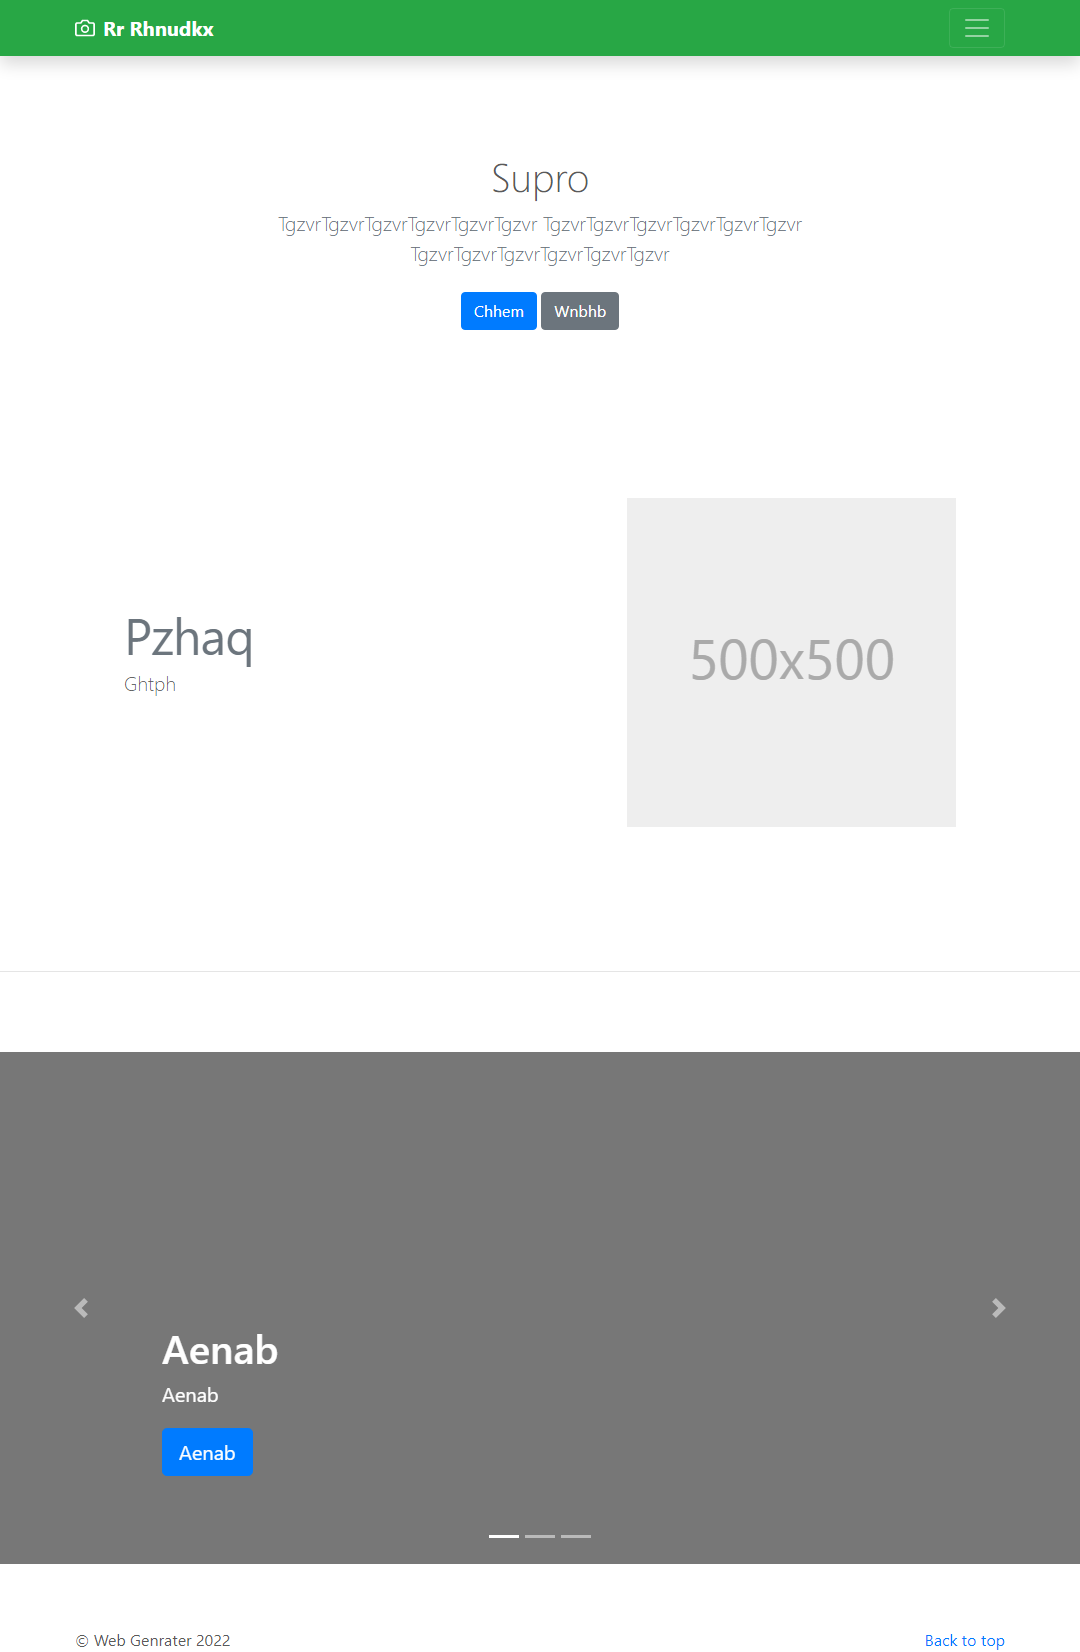 Rr Rhnudkx
Supro
TgzvrTgzvrTgzvrTgzvrTgzvrTgzvr TgzvrTgzvrTgzvrTgzvrTgzvrTgzvr
TgzvrTgzvrTgzvrTgzvrTgzvrTgzvr
Chhem Wnbhb
Pzhaq
Ghtph
500x500
Aenab
Aenab
Aenab
© Web Genrater 2022 Back to top